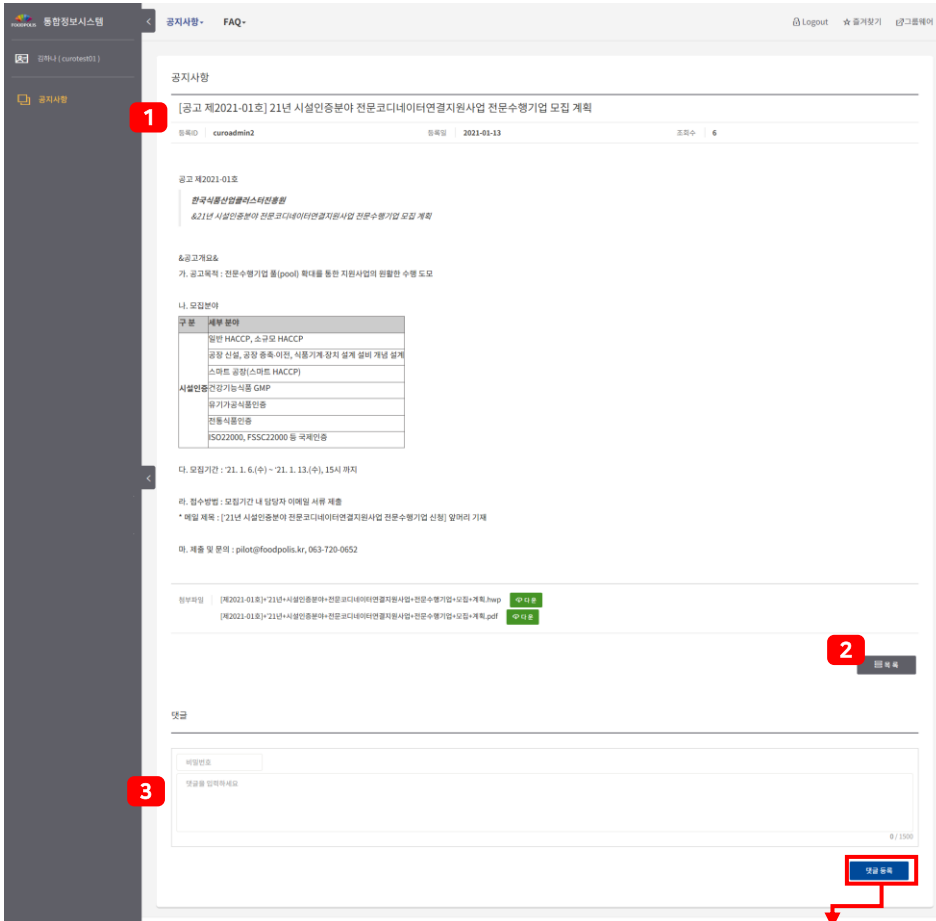 FOODPOLIS 통합정보시스템
공지사항
FAQ
Logout
즐겨찾기
그룹웨어
김하나 ( curotest01 )
공지사항
공지사항
1
[공고 제2021-01호] 21년 시설인증분야 전문코디네이터연결지원사업 전문수행기업 모집 계획
등록ID curoadmin2 등록일 2021-01-13 조회수 6
공고 제2021-01호
한국식품산업클러스터진흥원
&21년 시설인증분야 전문코디네이터연결지원사업 전문수행기업 모집 계획
&공고개요&
가. 공고목적 : 전문수행기업 풀(pool) 확대를 통한 지원사업의 원활한 수행 도모
나. 모집분야
구 분 세부 분야
일반 HACCP, 소규모 HACCP
공장 신설, 공장 증축·이전, 식품기계·장치 설계 설비 개념 설계
스마트 공장(스마트 HACCP)
시설인증 건강기능식품 GMP
유기가공식품인증
전통식품인증
ISO22000, FSSC22000 등 국제인증
다. 모집기간 : '21. 1. 6.(수) ~ '21. 1. 13.(수), 15시 까지
라. 접수방법 : 모집기간 내 담당자 이메일 서류 제출
* 메일 제목 : ['21년 시설인증분야 전문코디네이터연결지원사업 전문수행기업 신청] 앞머리 기재
마. 제출 및 문의 : pilot@foodpolis.kr, 063-720-0652
첨부파일 [제2021-01호]+'21년+시설인증분야+전문코디네이터연결지원사업+전문수행기업+모집+계획.hwp 다운
[제2021-01호]+'21년+시설인증분야+전문코디네이터연결지원사업+전문수행기업+모집+계획.pdf 다운
2
목록
댓글
비밀번호
3
댓글을 입력하세요
0 / 1500
댓글 등록